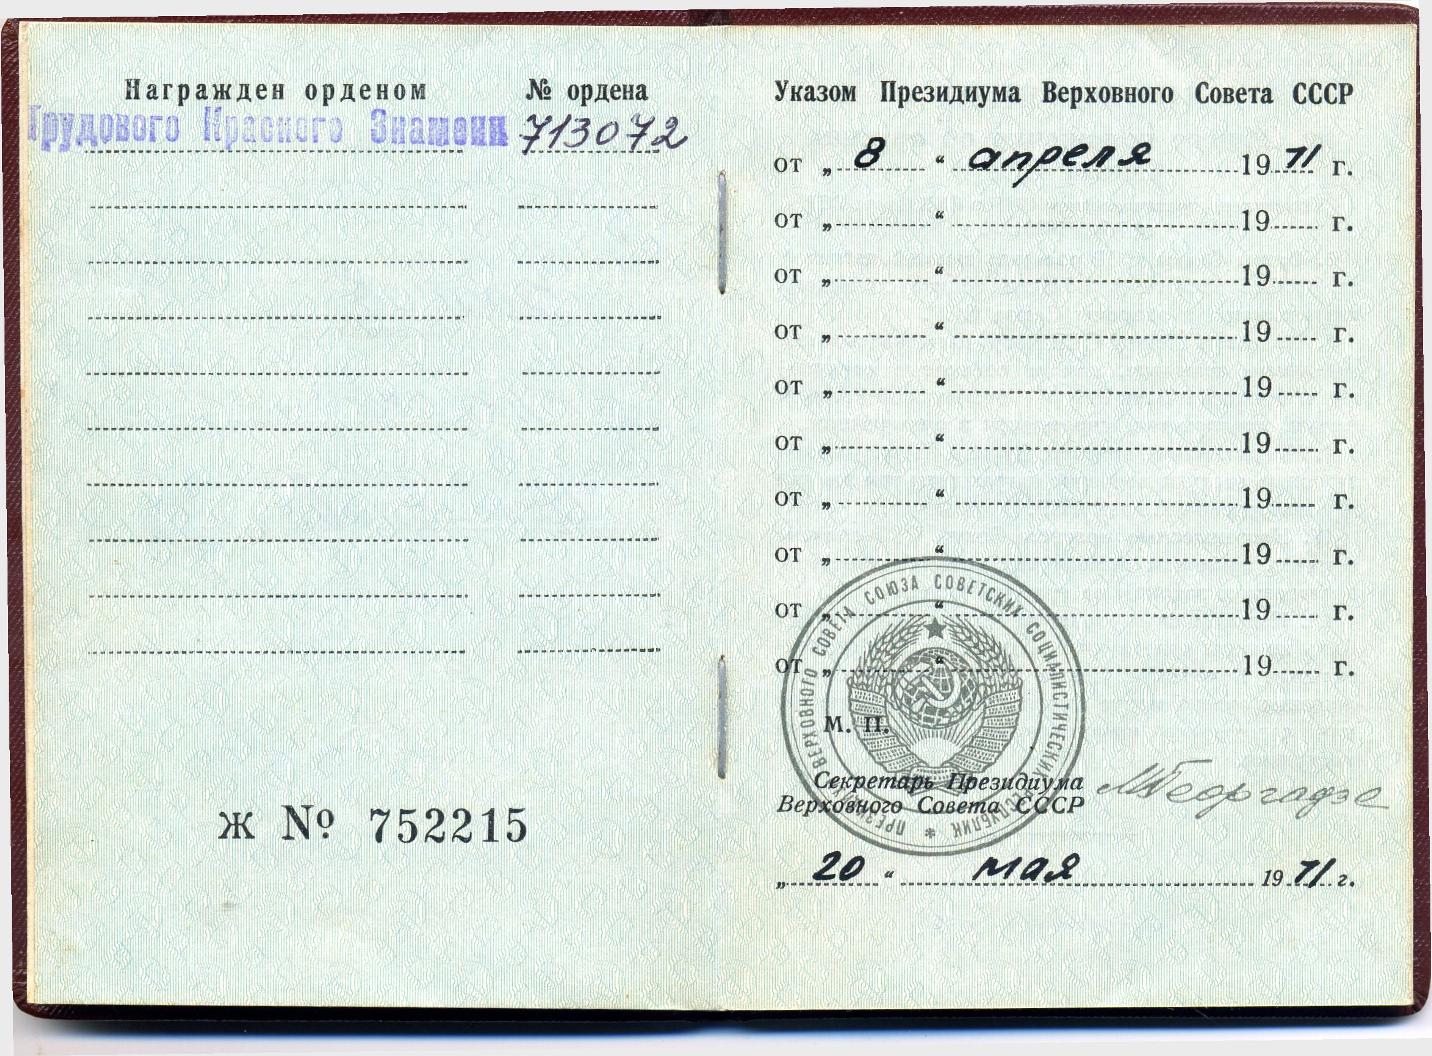 Награжден орденом
Трудового Красного Знамени
№ ордена
713072
Ж № 752215
Указом Президиума Верховного Совета СССР
от „ 8 “ апреля 1971 г.
от „ “ 19 г.
от „ “ 19 г.
от „ “ 19 г.
от „ “ 19 г.
от „ “ 19 г.
от „ “ 19 г.
от „ “ 19 г.
от „ “ 19 г.
от „ “ 19 г.
ПРЕЗИДИУМ ВЕРХОВНОГО СОВЕТА СОЮЗА СОВЕТСКИХ СОЦИАЛИСТИЧЕСКИХ РЕСПУБЛИК *
М. П.
Секретарь Президиума
Верховного Совета СССР
МГеоргадзе
„ 20 “ мая 1971 г.